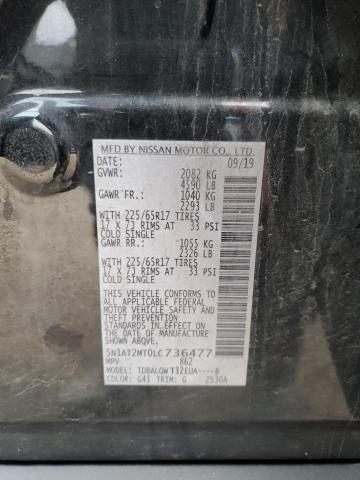 MFD BY NISSAN MOTOR CO., LTD.
DATE: 09/19
GVWR: 2082 KG
4590 LB
GAWR FR: 1040 KG
2293 LB
WITH 225/65R17 TIRES
17 X 7J RIMS AT 33 PSI
COLD SINGLE
GAWR RR: 1055 KG
2326 LB
WITH 225/65R17 TIRES
17 X 7J RIMS AT 33 PSI
COLD SINGLE
THIS VEHICLE CONFORMS TO
ALL APPLICABLE FEDERAL
MOTOR VEHICLE SAFETY
AND THEFT PREVENTION
STANDARDS IN EFFECT ON
THE DATE OF MANUFACTURE
SHOWN ABOVE.
5N1AT2MT0LC736477
MPV 862
MODEL: TDBALQW T32EUA----B
COLOR: G41 TRIM: G 2530A